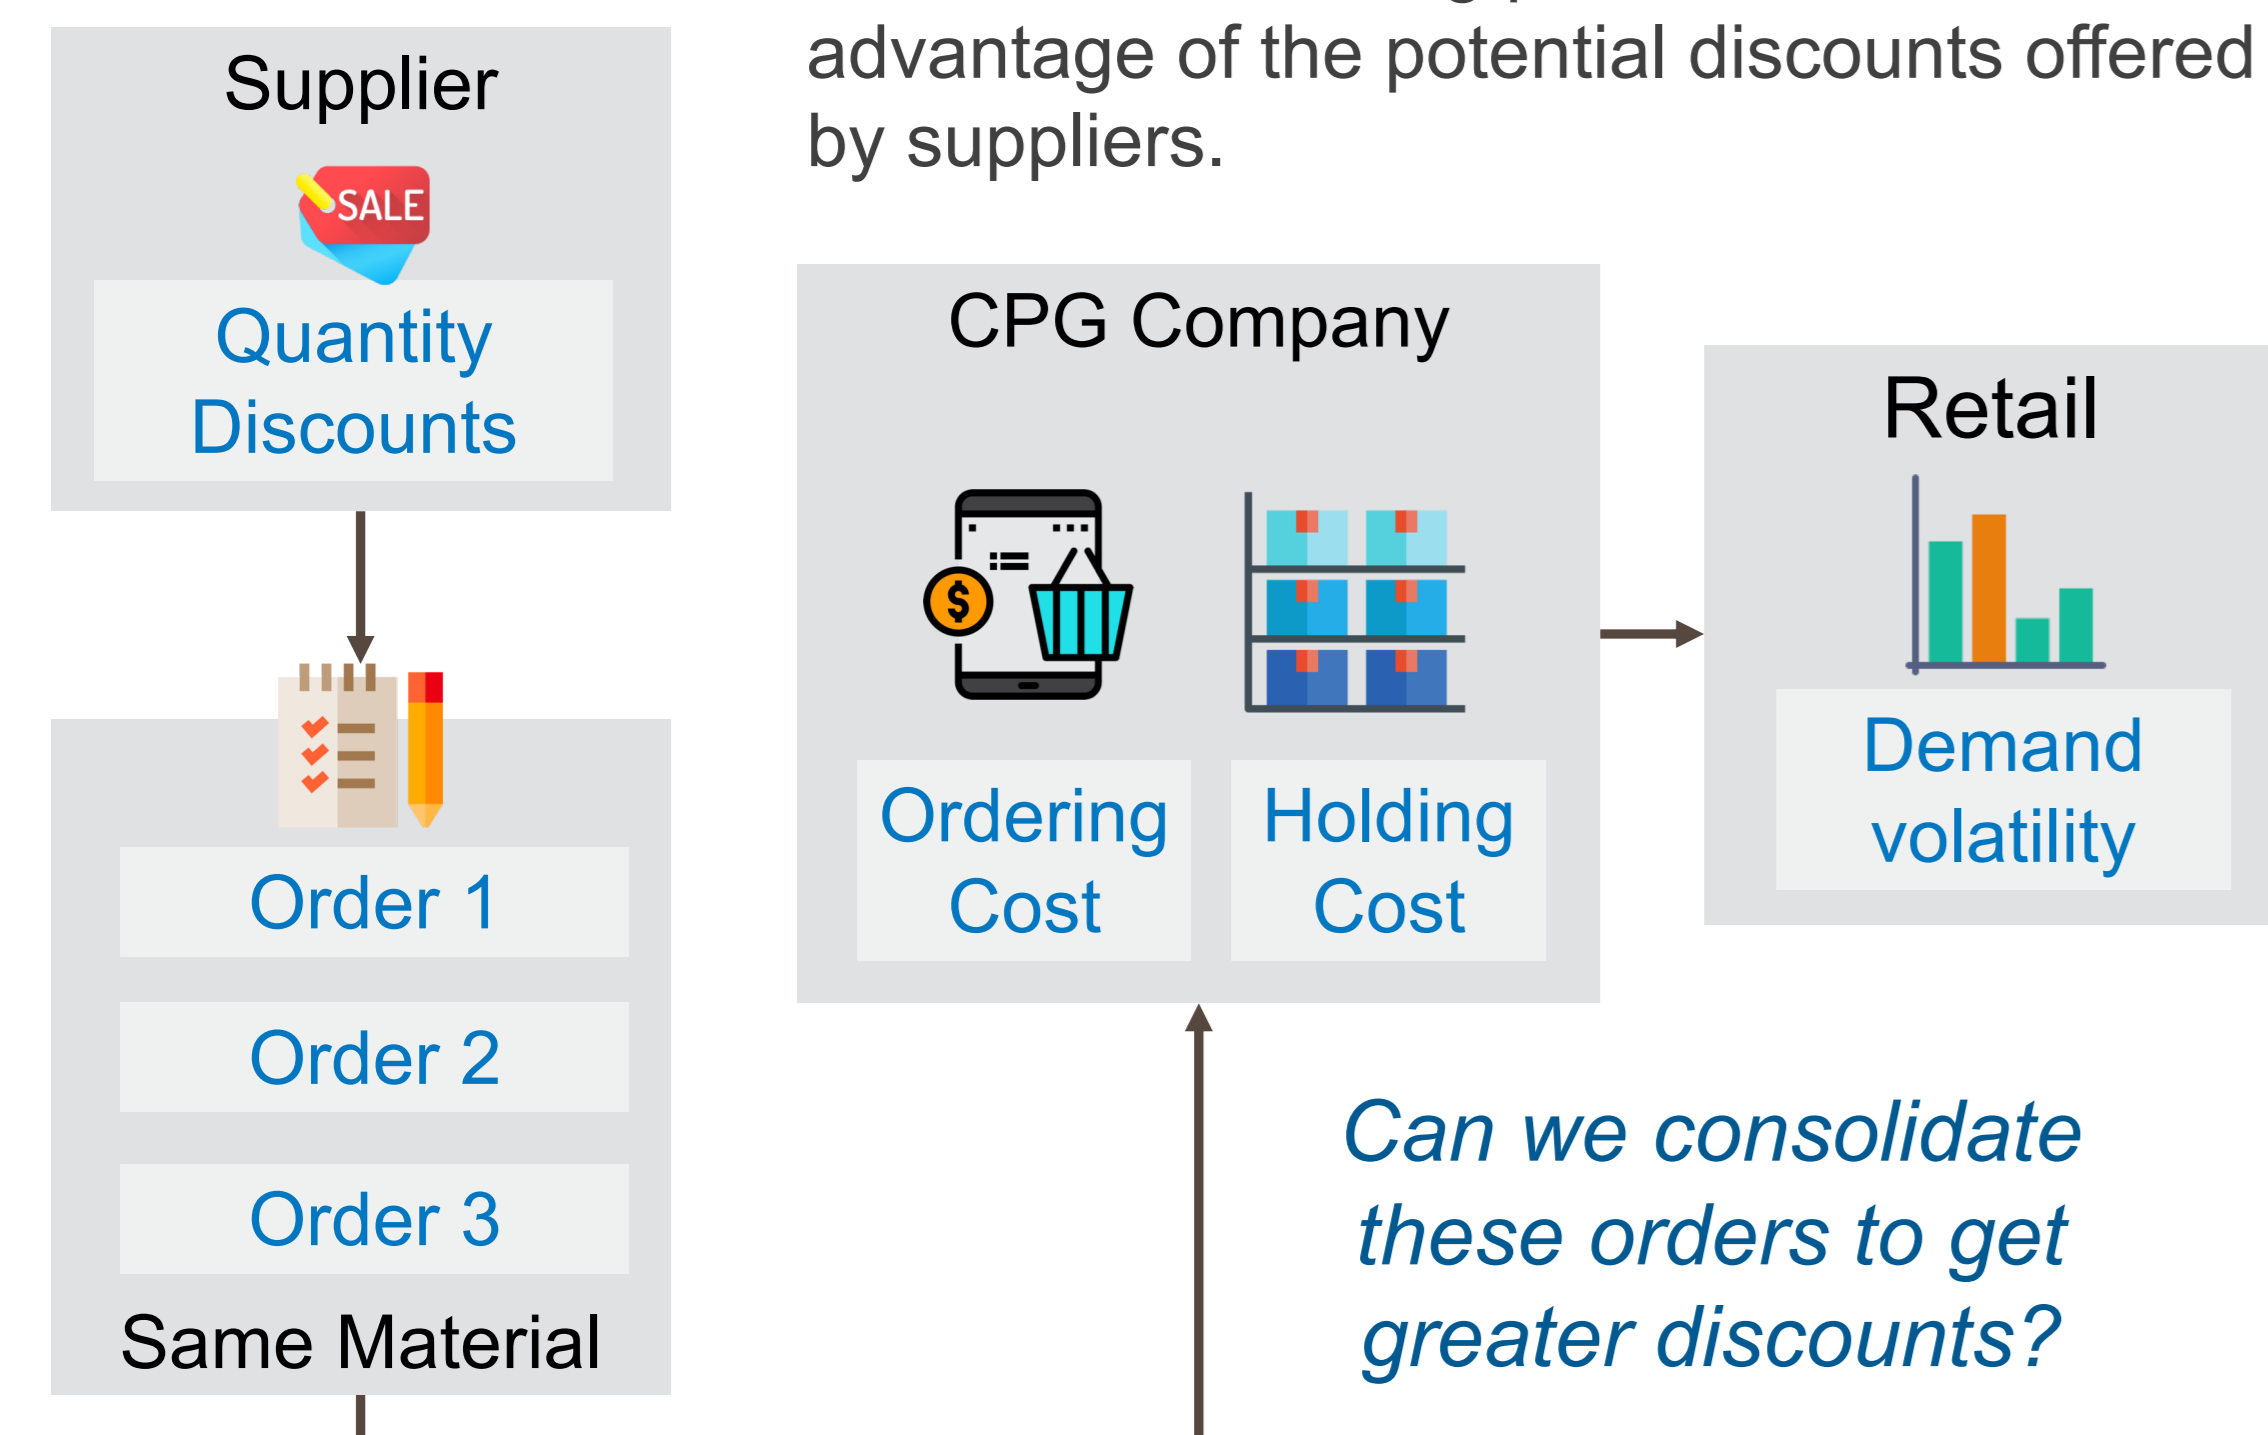 advantage of the potential discounts offered
by suppliers.
Supplier
SALE
Quantity
Discounts
Order 1
Order 2
Order 3
Same Material
CPG Company
Ordering
Cost
Holding
Cost
Retail
Demand
volatility
Can we consolidate
these orders to get
greater discounts?